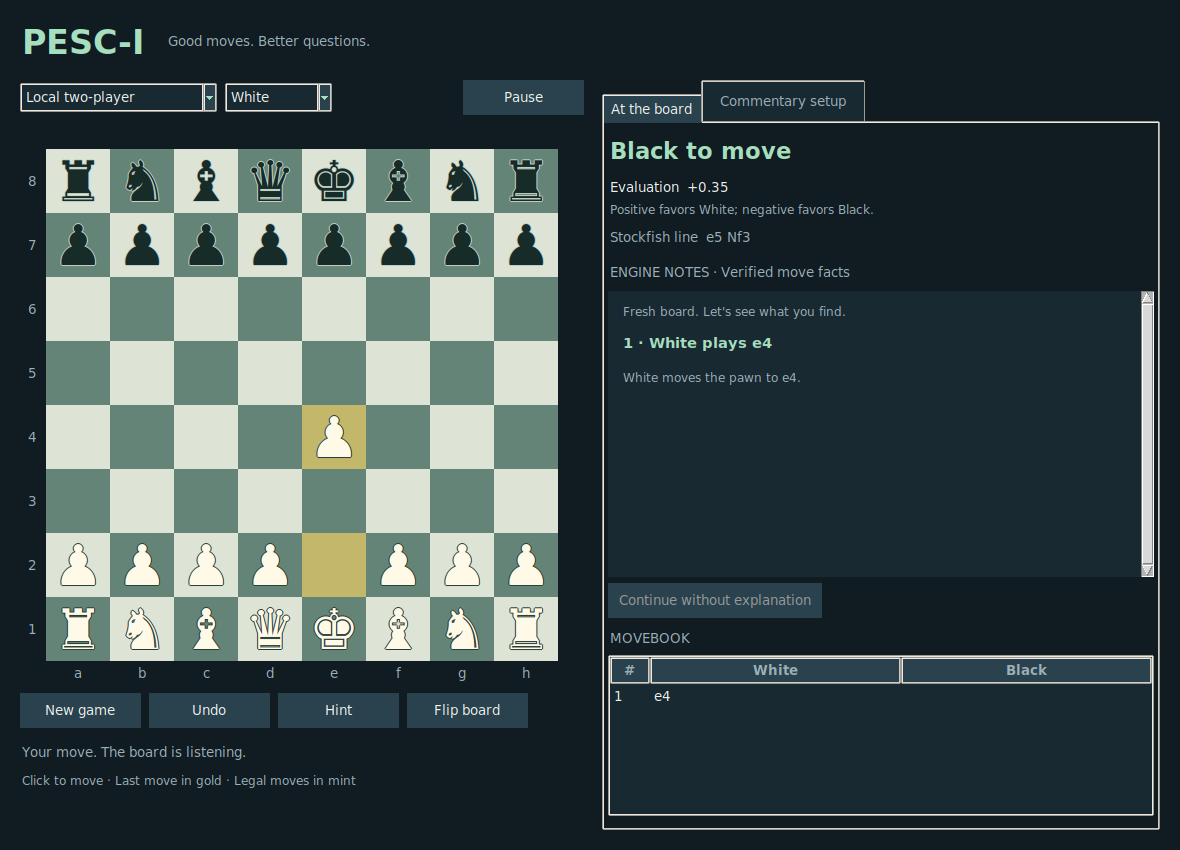 PESC-I
Good moves. Better questions.
Local two-player
White
Pause
At the board
Commentary setup
8
7
6
5
4
3
2
1
a b c d e f g h
New game
Undo
Hint
Flip board
Your move. The board is listening.
Click to move · Last move in gold · Legal moves in mint
Black to move
Evaluation +0.35
Positive favors White; negative favors Black.
Stockfish line e5 Nf3
ENGINE NOTES · Verified move facts
Fresh board. Let's see what you find.
1 · White plays e4
White moves the pawn to e4.
Continue without explanation
MOVEBOOK
# White Black
1 e4